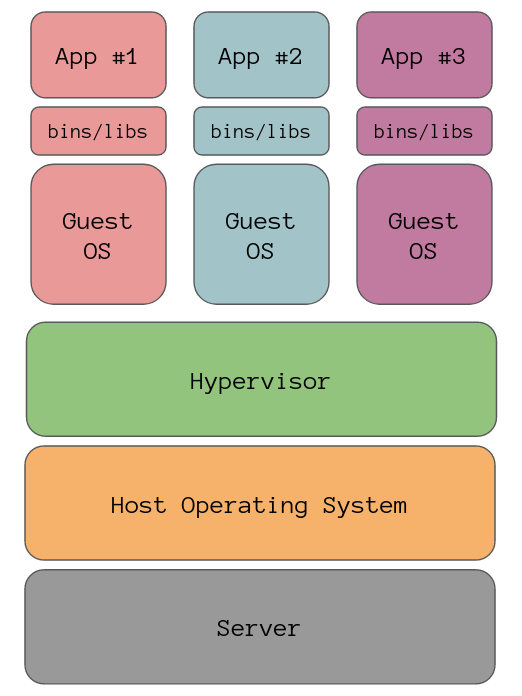 App #1 App #2 App #3
bins/libs bins/libs bins/libs
Guest Guest Guest
OS OS OS
Hypervisor
Host Operating System
Server